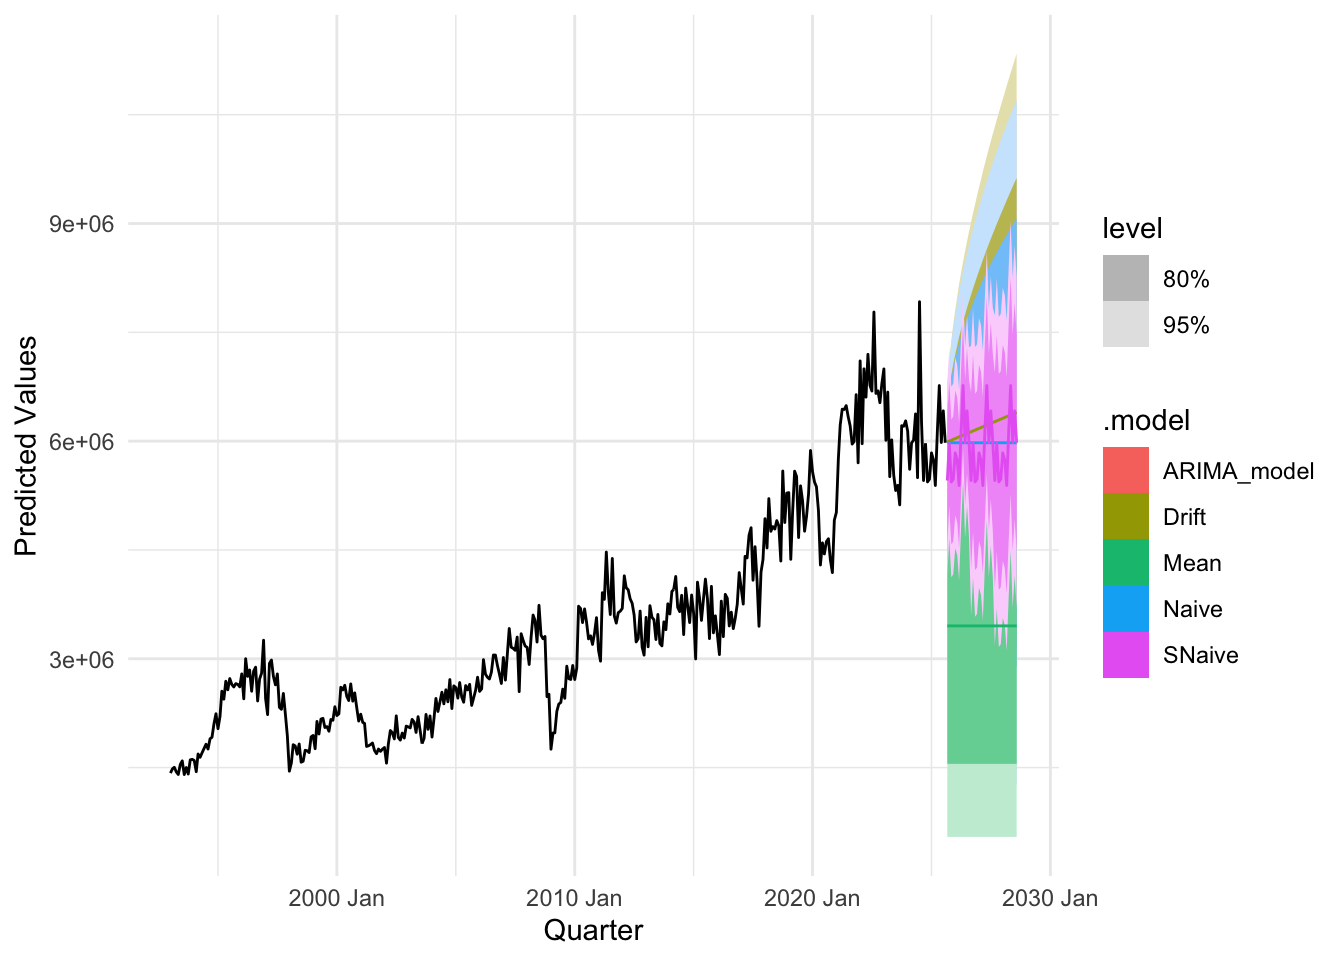 Predicted Values
9e+06
6e+06
3e+06
2000 Jan
2010 Jan
2020 Jan
2030 Jan
Quarter
level
80%
95%
.model
ARIMA_model
Drift
Mean
Naive
SNaive